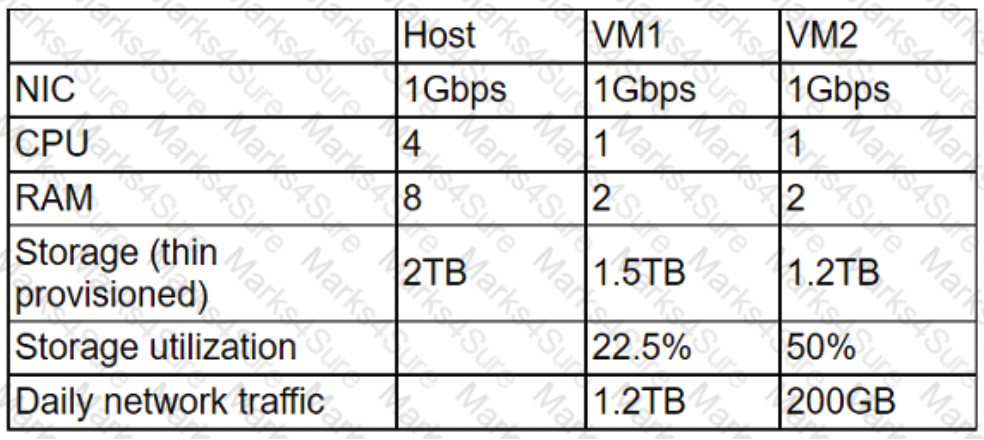 Host VM1 VM2
NIC 1Gbps 1Gbps 1Gbps
CPU 4 1 1
RAM 8 2 2
Storage (thin
provisioned) 2TB 1.5TB 1.2TB
Storage utilization 22.5% 50%
Daily network traffic 1.2TB 200GB
Marks4Sure